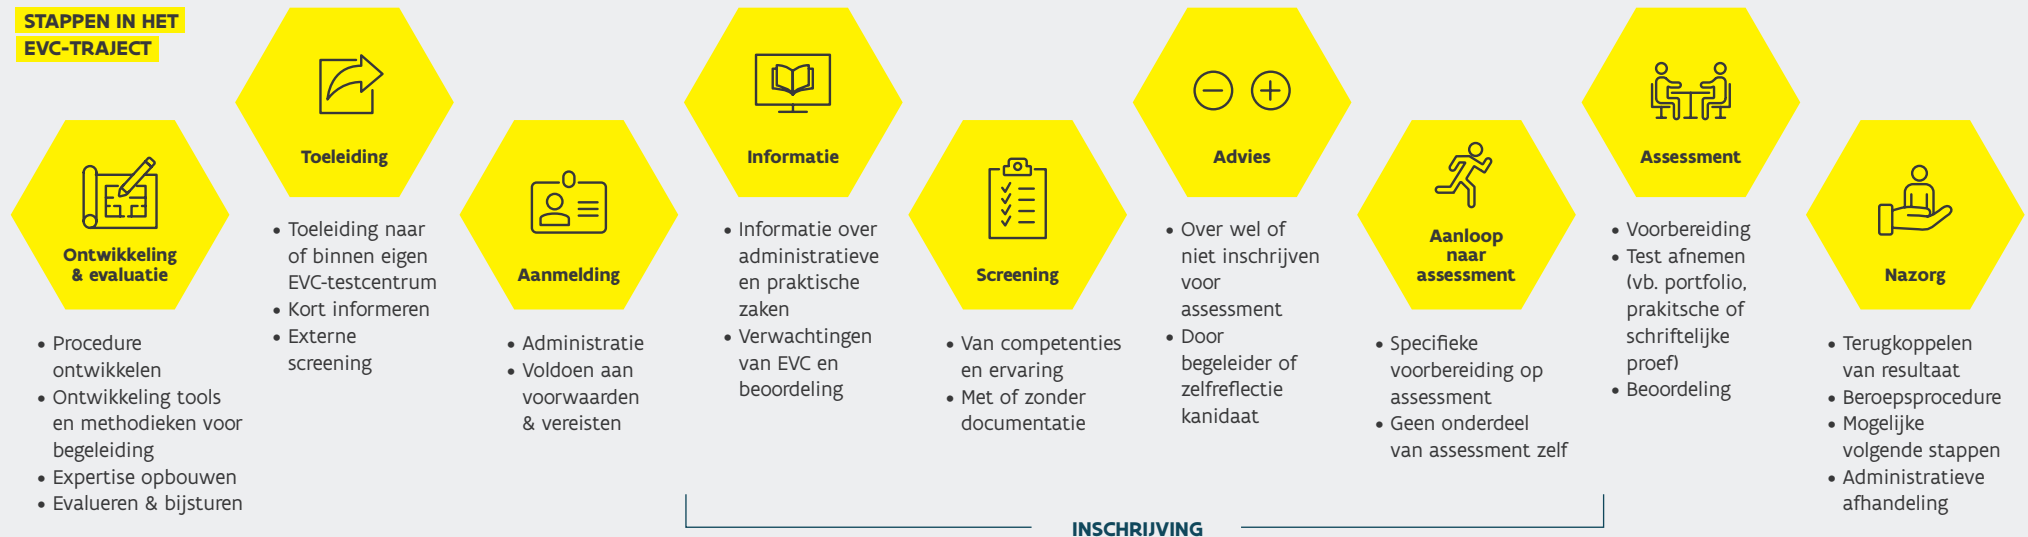 STAPPEN IN HET
EVC-TRAJECT
Ontwikkeling
& evaluatie
• Procedure
ontwikkelen
• Ontwikkeling tools
en methodieken voor
begeleiding
• Expertise opbouwen
• Evalueren & bijsturen
Toeleiding
• Toeleiding naar
of binnen eigen
EVC-testcentrum
• Kort informeren
• Externe
screening
Aanmelding
• Administratie
• Voldoen aan
voorwaarden
& vereisten
Informatie
• Informatie over
administratieve
en praktische
zaken
• Verwachtingen
van EVC en
beoordeling
Screening
• Van competenties
en ervaring
• Met of zonder
documentatie
Advies
• Over wel of
niet inschrijven
voor
assessment
• Door
begeleider of
zelfreflectie
kanidaat
Aanloop
naar
assessment
• Specifieke
voorbereiding op
assessment
• Geen onderdeel
van assessment zelf
Assessment
• Voorbereiding
• Test afnemen
(vb. portfolio,
prakitsche of
schriftelijke
proef)
• Beoordeling
Nazorg
• Terugkoppelen
van resultaat
• Beroepsprocedure
• Mogelijke
volgende stappen
• Administratieve
afhandeling
INSCHRIJVING